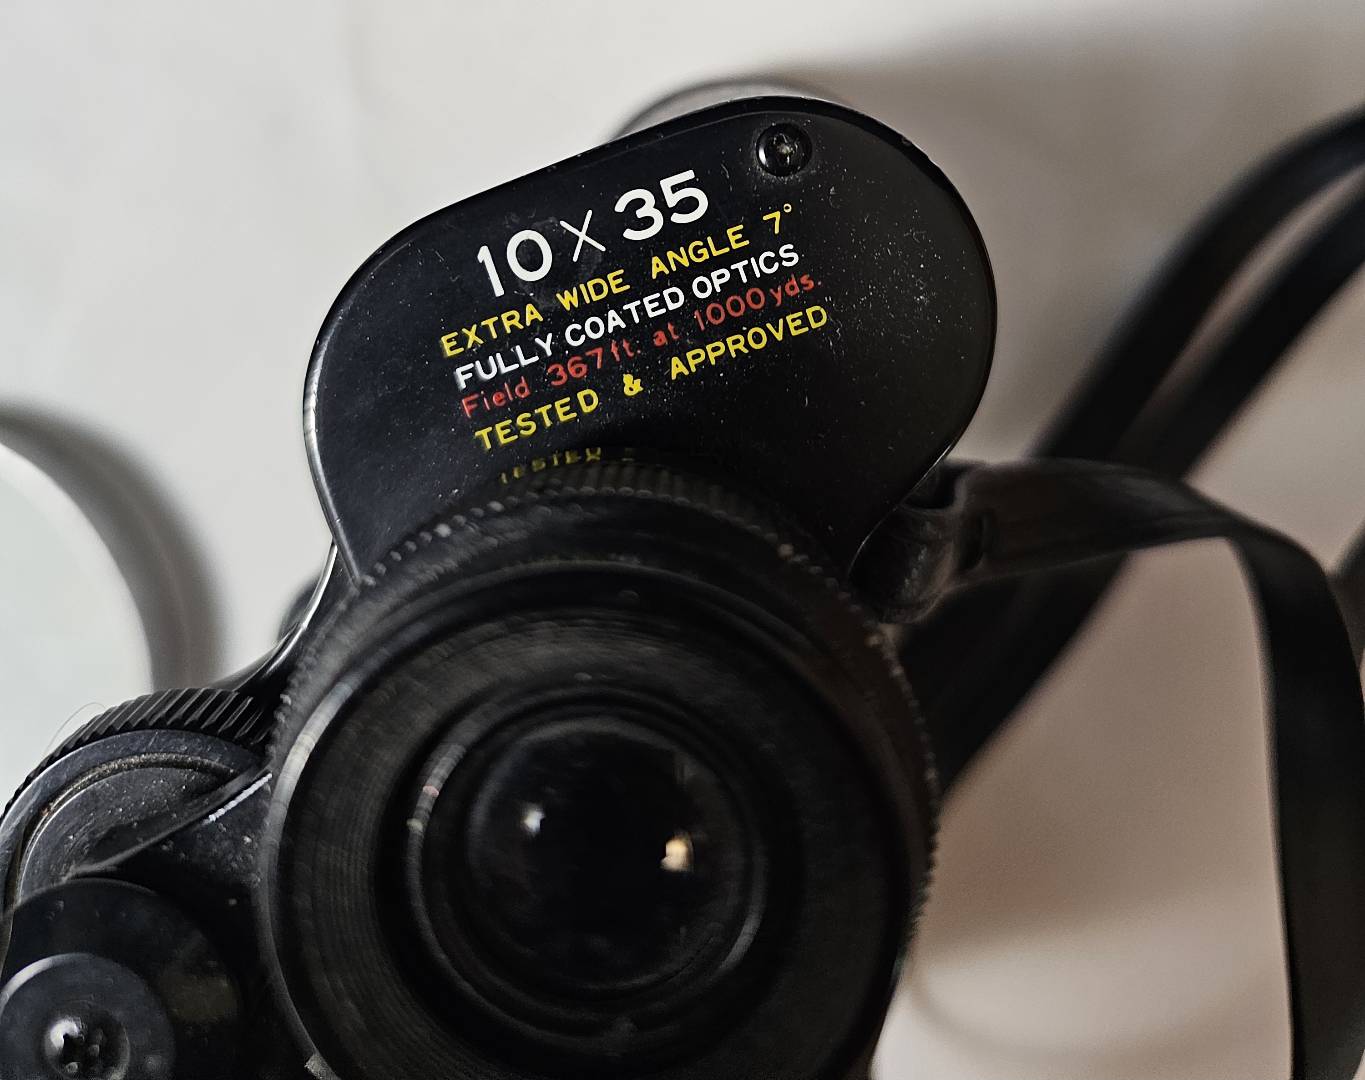 10 X 35
EXTRA WIDE ANGLE 7°
FULLY COATED OPTICS
Field 367ft. at 1000yds.
TESTED & APPROVED